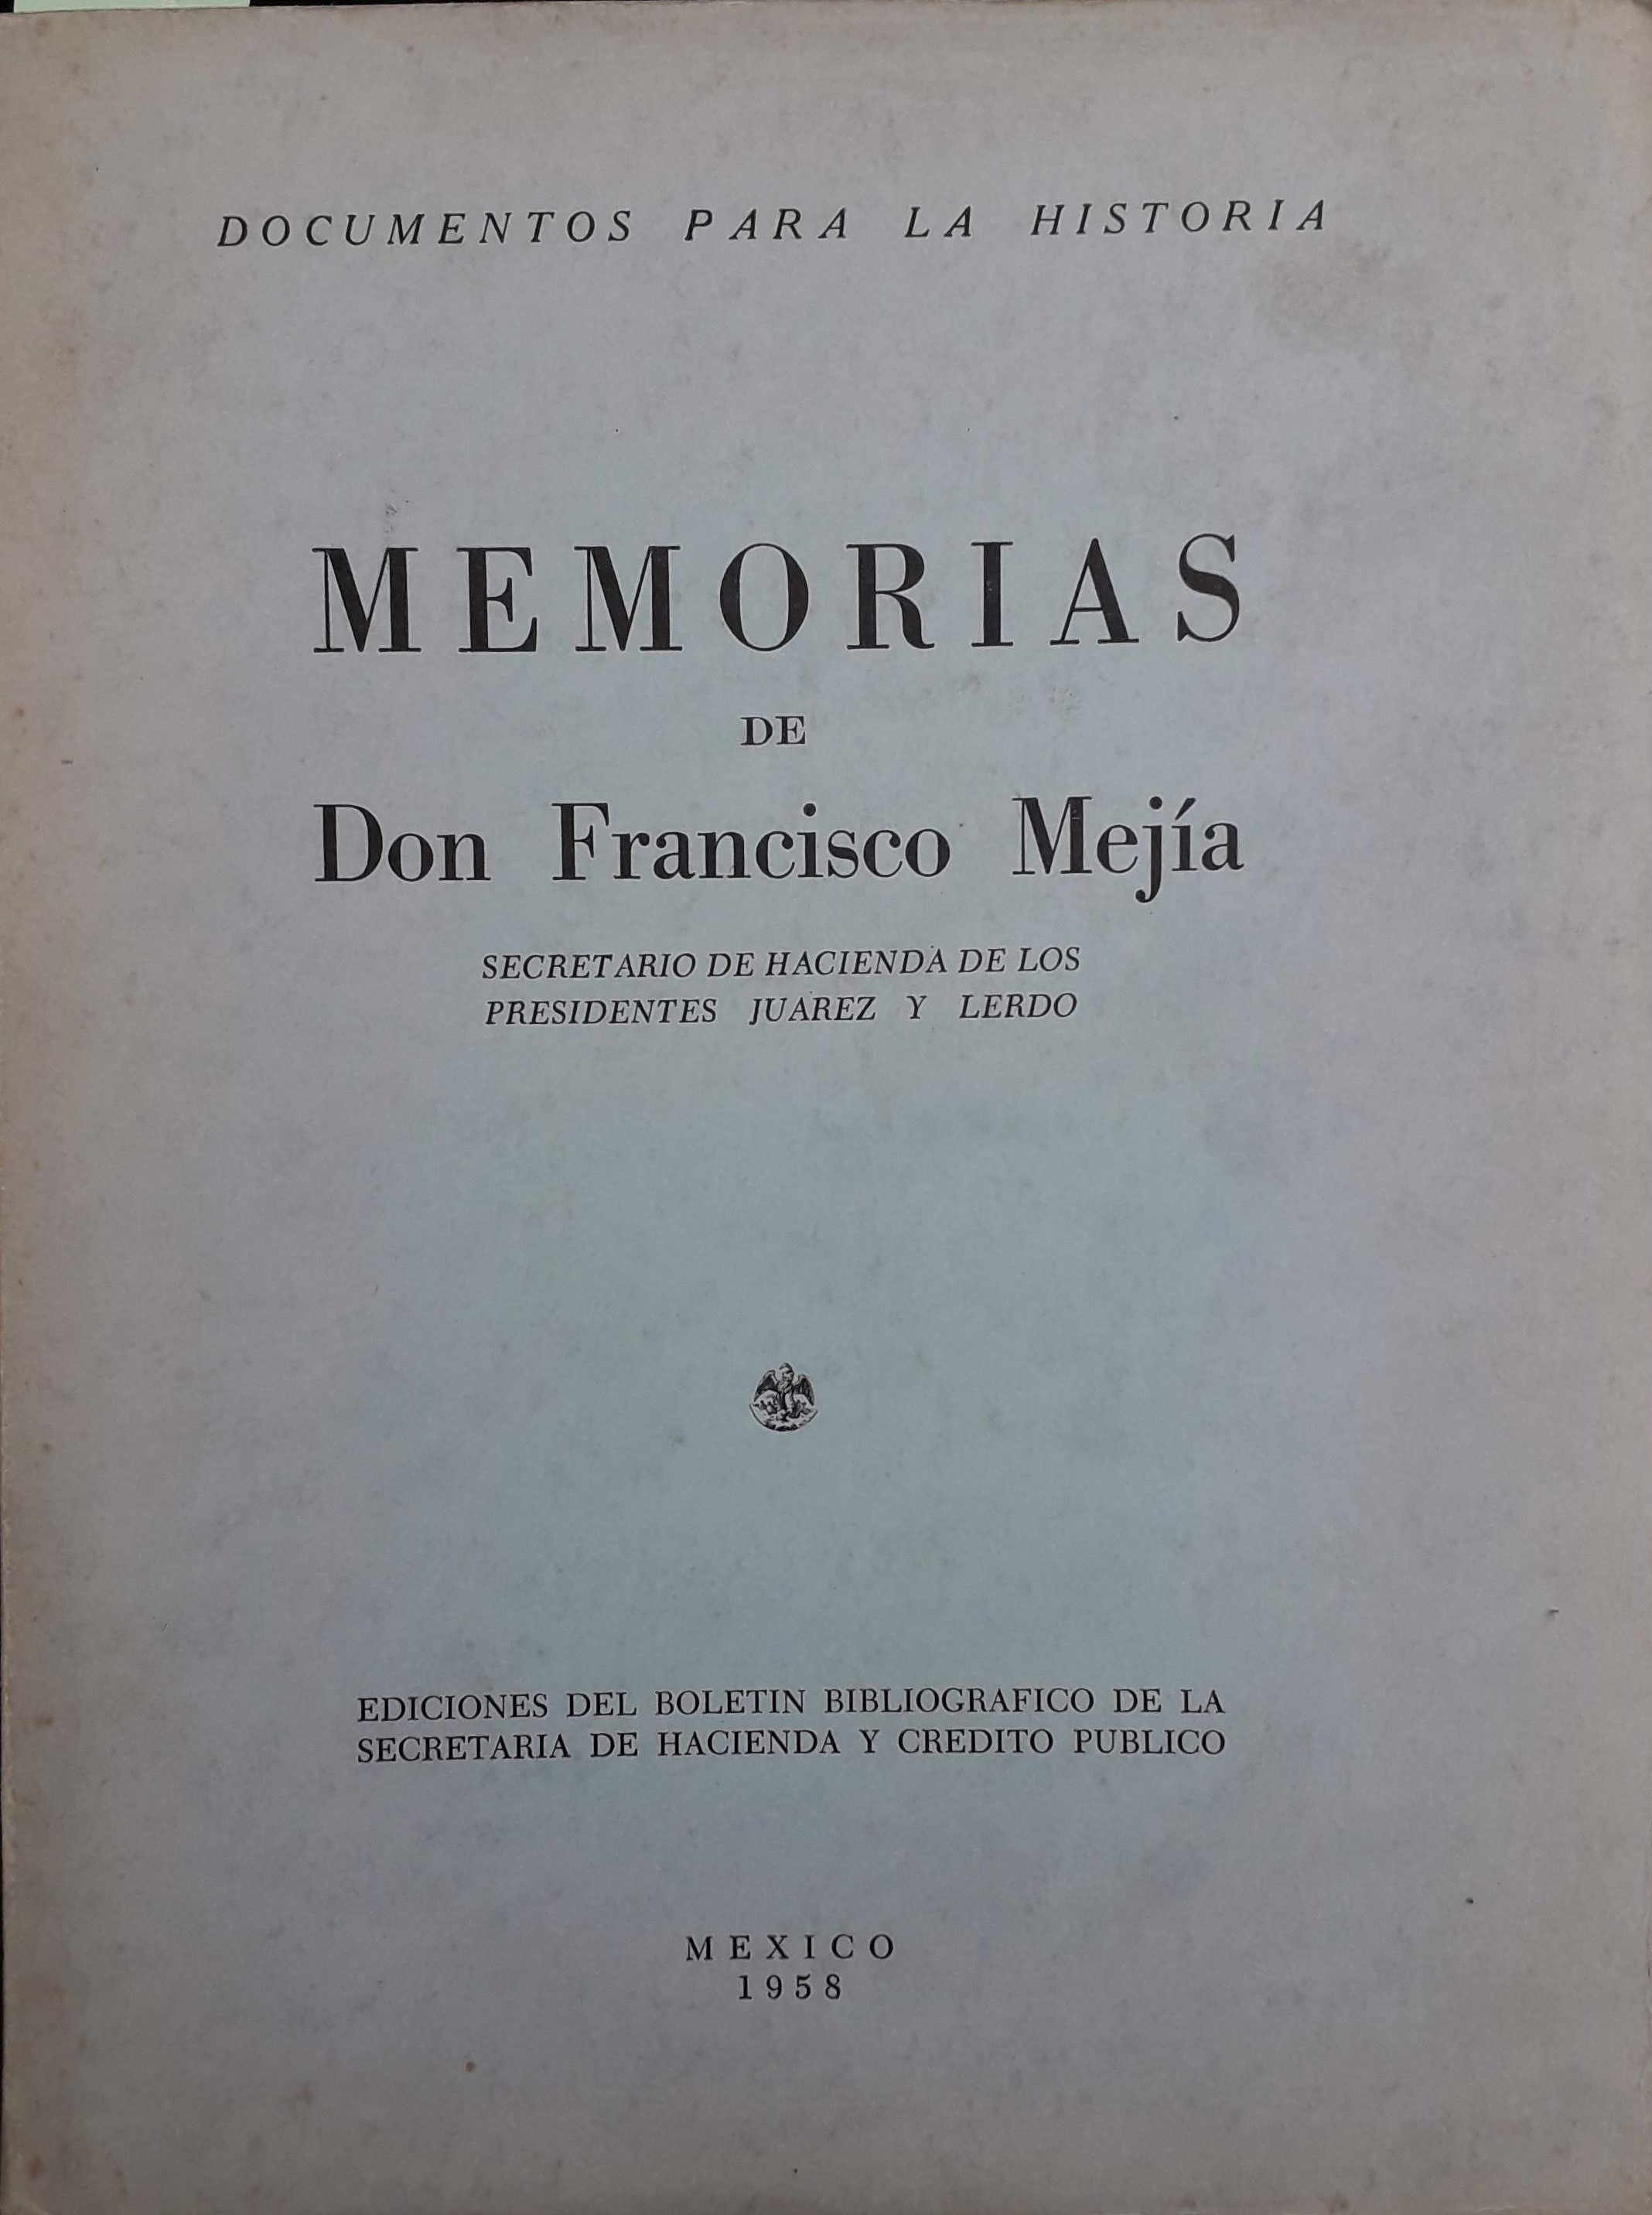 DOCUMENTOS PARA LA HISTORIA
MEMORIAS
DE
Don Francisco Mejía
SECRETARIO DE HACIENDA DE LOS
PRESIDENTES JUAREZ Y LERDO
EDICIONES DEL BOLETIN BIBLIOGRAFICO DE LA
SECRETARIA DE HACIENDA Y CREDITO PUBLICO
MEXICO
1958